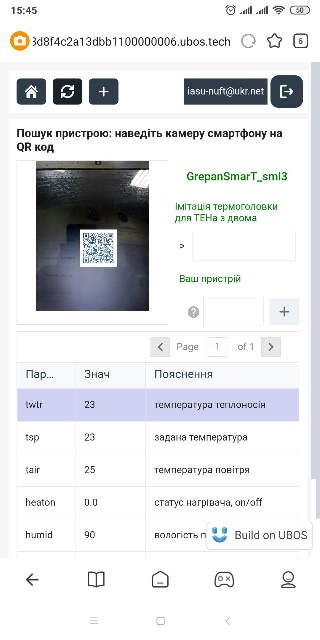 15:45
50
3d8f4c2a13dbb1100000006.ubos.tech
6
iasu-nuft@ukr.net
Пошук пристрою: наведіть камеру смартфону на
QR код
GrepanSmarT_sml3
Імітація термоголовки
для ТЕНа з двома
>
Ваш пристрій
?
+
Page 1 of 1
Пар... Знач Пояснення
twtr 23 температура теплоносія
tsp 23 задана температура
tair 25 температура повітря
heaton 0.0 статус нагрівача, on/off
humid 90 вологість п
Build on UBOS